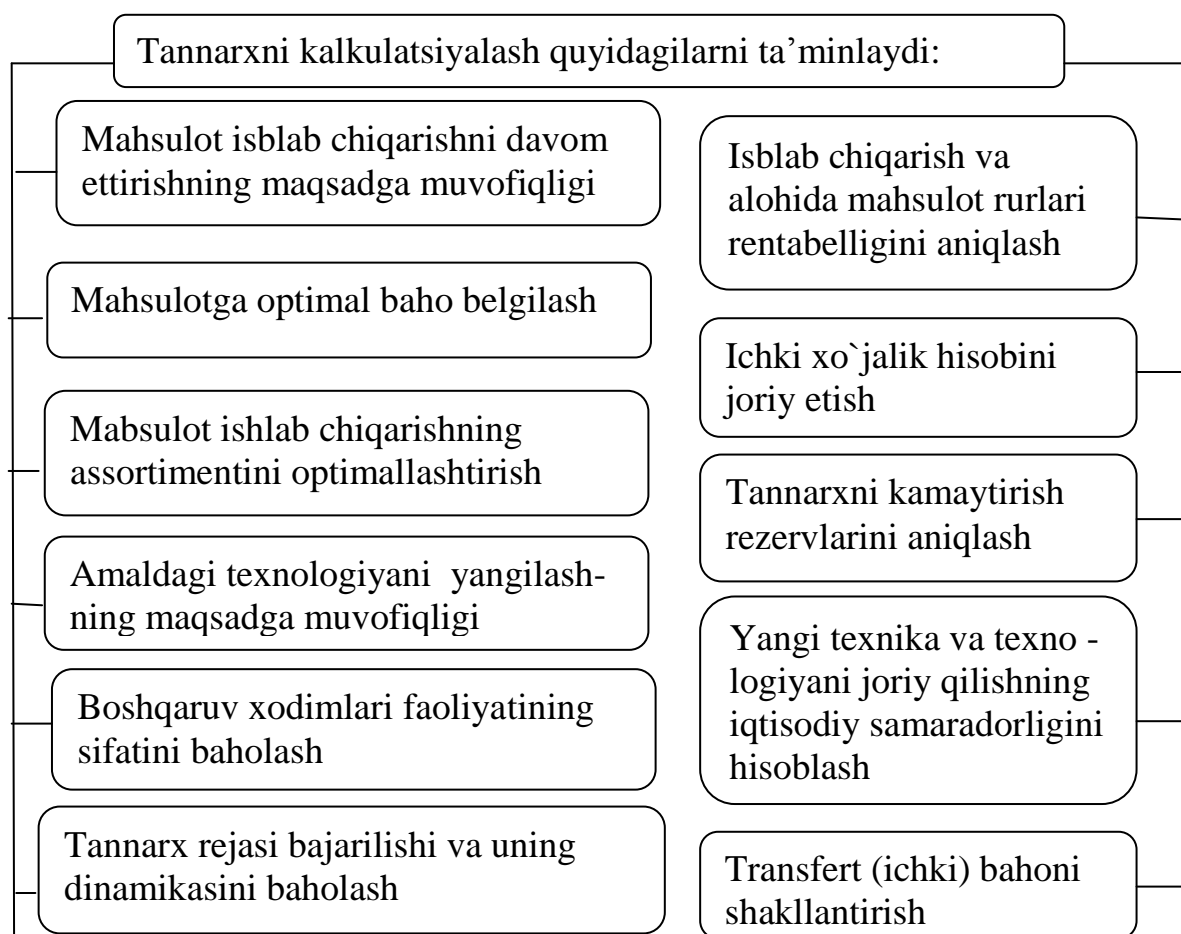 Tannarxni kalkulatsiyalash quyidagilarni ta’minlaydi:
Mahsulot isblab chiqarishni davom
ettirishning maqsadga muvofiqligi
Mahsulotga optimal baho belgilash
Mabsulot ishlab chiqarishning
assortimentini optimallashtirish
Amaldagi texnologiyani yangilash-
ning maqsadga muvofiqligi
Boshqaruv xodimlari faoliyatining
sifatini baholash
Tannarx rejasi bajarilishi va uning
dinamikasini baholash
Isblab chiqarish va
alohida mahsulot rurlari
rentabelligini aniqlash
Ichki xo`jalik hisobini
joriy etish
Tannarxni kamaytirish
rezervlarini aniqlash
Yangi texnika va texno -
logiyani joriy qilishning
iqtisodiy samaradorligini
hisoblash
Transfert (ichki) bahoni
shakllantirish